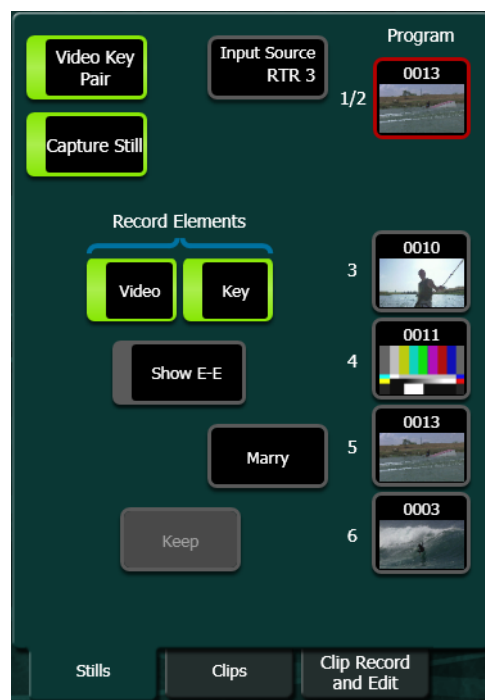 Program
Video Key
Pair
Input Source
RTR 3
0013
1/2
Capture Still
Record Elements
0010
3
Video
Key
0011
4
Show E-E
0013
5
Marry
0003
6
Keep
Stills
Clips
Clip Record
and Edit